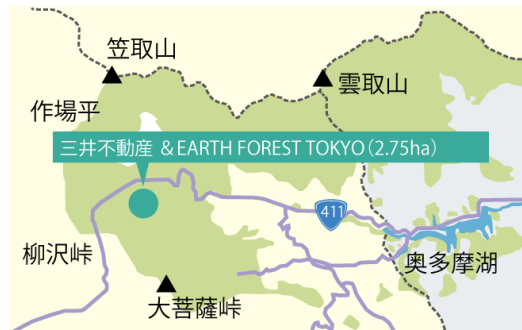 笠取山
雲取山
作場平
三井不動産 ＆EARTH FOREST TOKYO（2.75ha）
411
柳沢峠
奥多摩湖
大菩薩峠